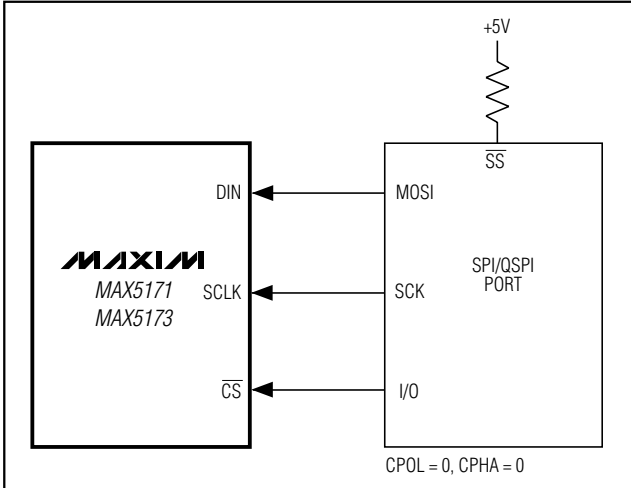 +5V
SS
DIN
MOSI
MAXIM
MAX5171
MAX5173
SCLK
SCK
SPI/QSPI
PORT
CS
I/O
CPOL = 0, CPHA = 0